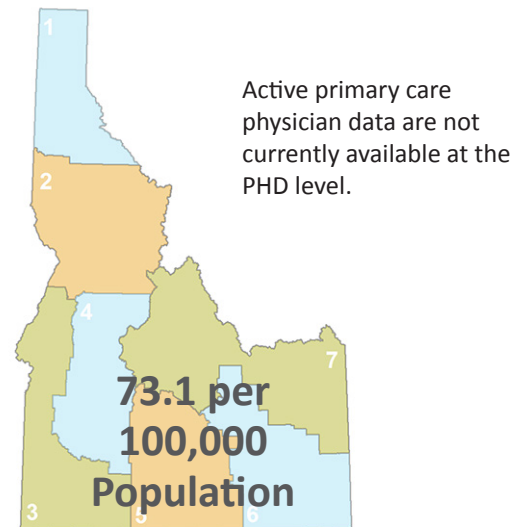 1
Active primary care
physician data are not
currently available at the
PHD level.
2
4
7
73.1 per
100,000
Population
3
5
6